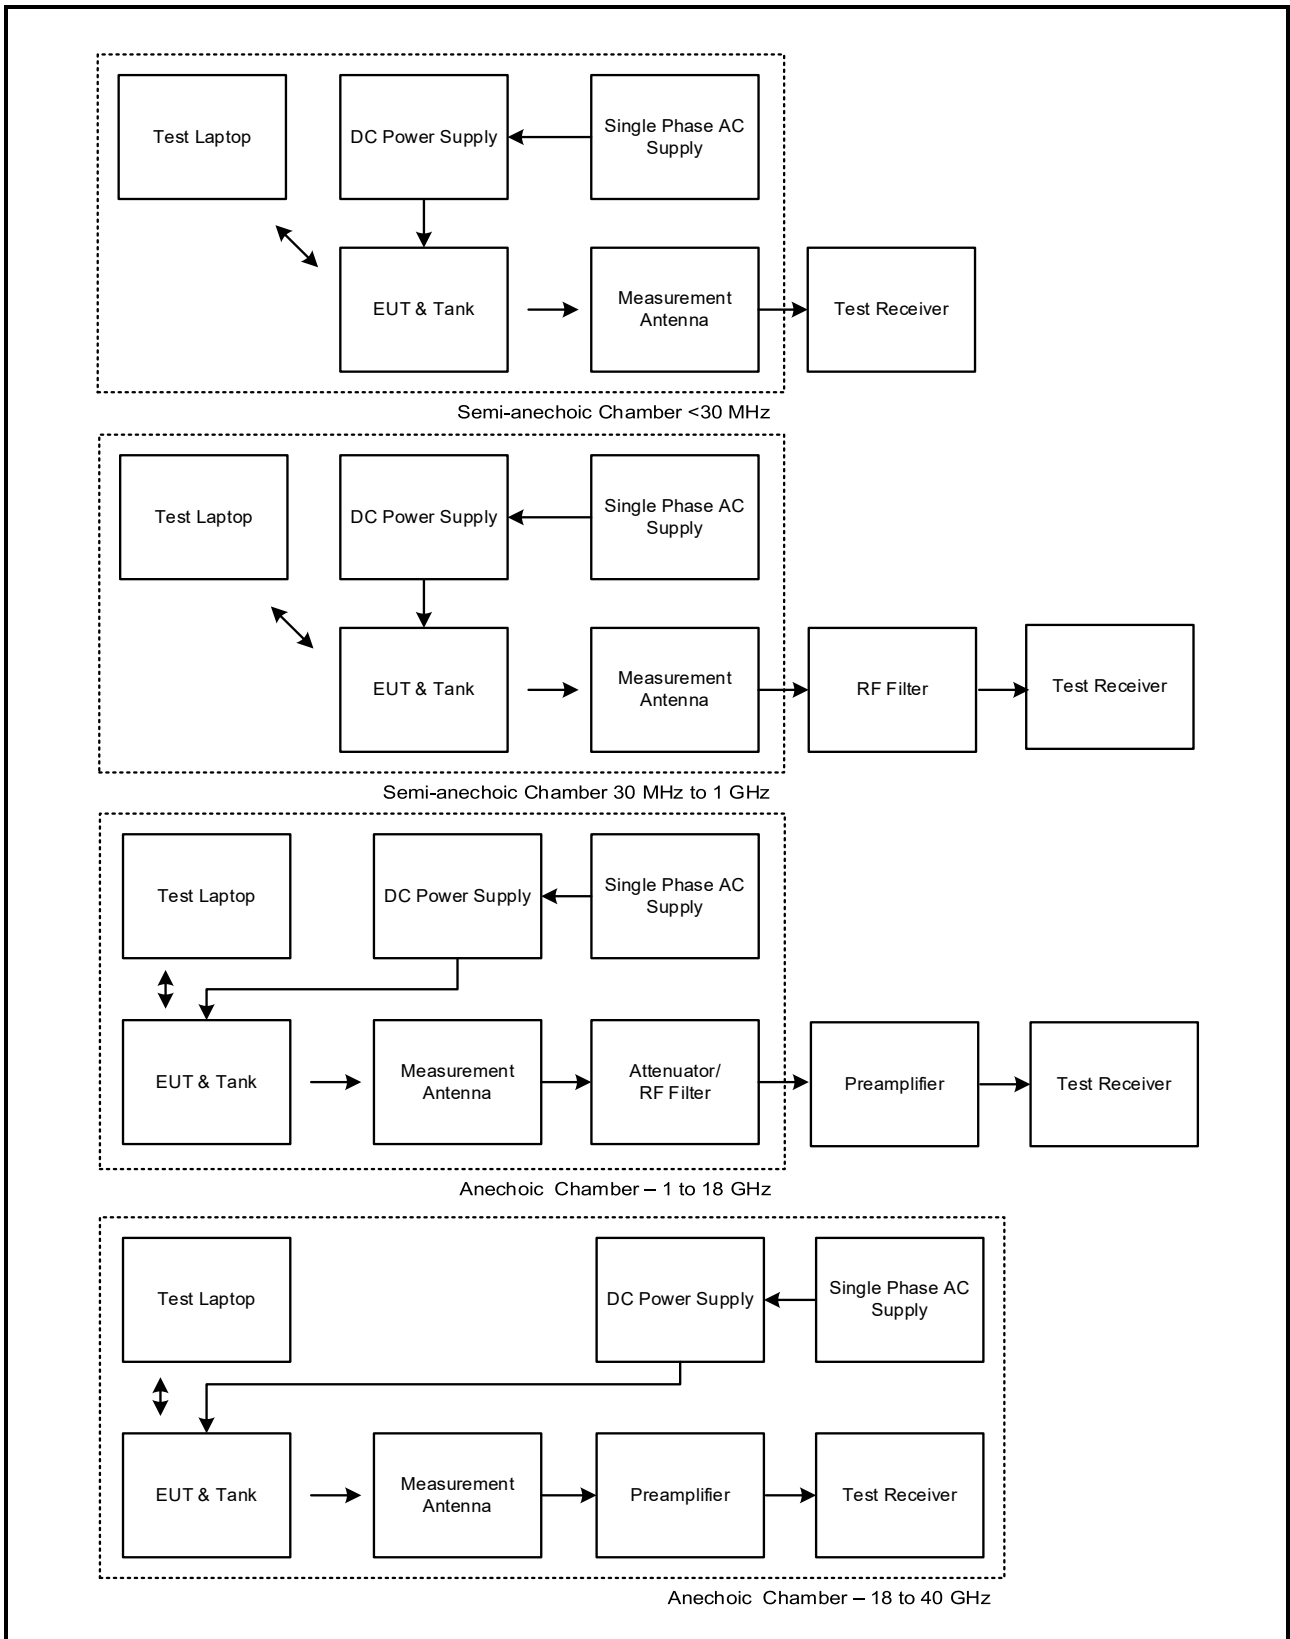 Test Laptop
DC Power Supply
Single Phase AC
Supply
EUT & Tank
Measurement
Antenna
Test Receiver
Semi-anechoic Chamber <30 MHz
Test Laptop
DC Power Supply
Single Phase AC
Supply
EUT & Tank
Measurement
Antenna
RF Filter
Test Receiver
Semi-anechoic Chamber 30 MHz to 1 GHz
Test Laptop
DC Power Supply
Single Phase AC
Supply
EUT & Tank
Measurement
Antenna
Attenuator/
RF Filter
Preamplifier
Test Receiver
Anechoic Chamber – 1 to 18 GHz
Test Laptop
DC Power Supply
Single Phase AC
Supply
EUT & Tank
Measurement
Antenna
Preamplifier
Test Receiver
Anechoic Chamber – 18 to 40 GHz